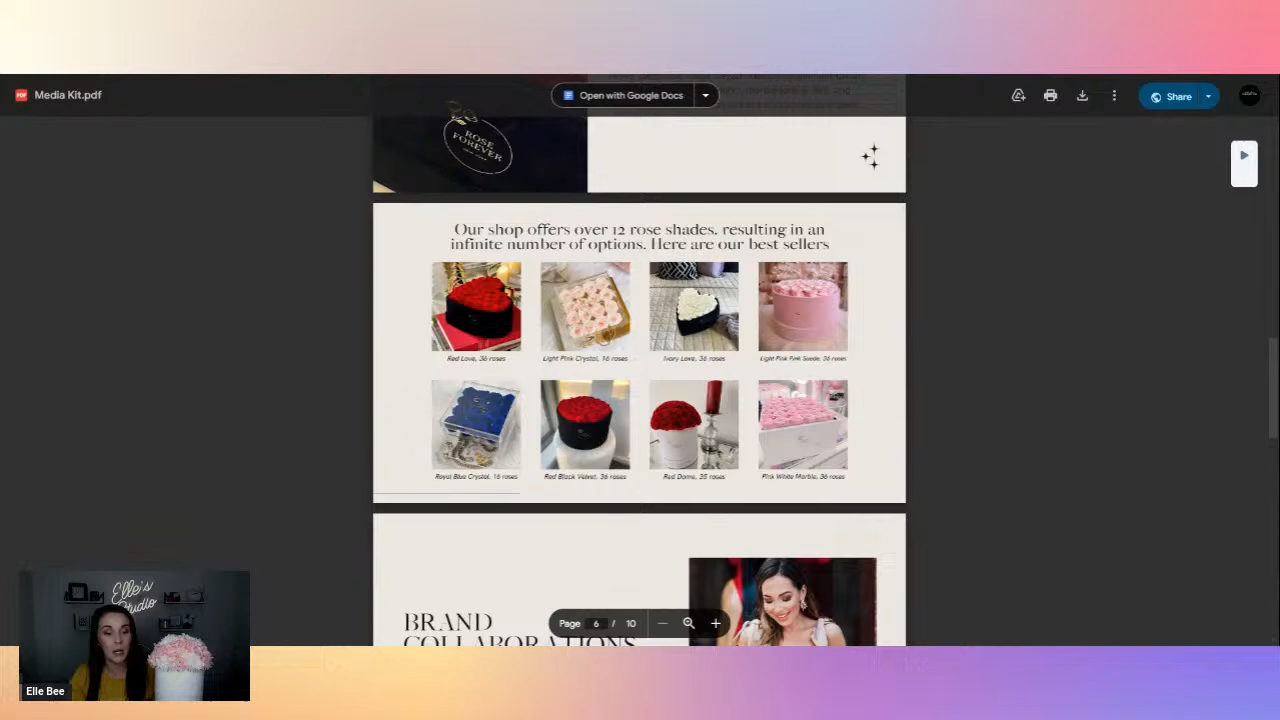 Media Kit.pdf
Open with Google Docs
Share
ROSE
FOREVER
NEW YORK
Our shop offers over 12 rose shades. resulting in an
infinite number of options. Here are our best sellers
Red Love, 36 roses
Light Pink Crystal, 16 roses
Ivory Love, 36 roses
Light Pink Pink Suede, 36 roses
Royal Blue Crystal, 16 roses
Red Black Velvet, 36 roses
Red Dome, 35 roses
Pink White Marble, 36 roses
BRAND
COLLABORATIONS
Page 6 / 10
Elle's
Studio
Elle Bee